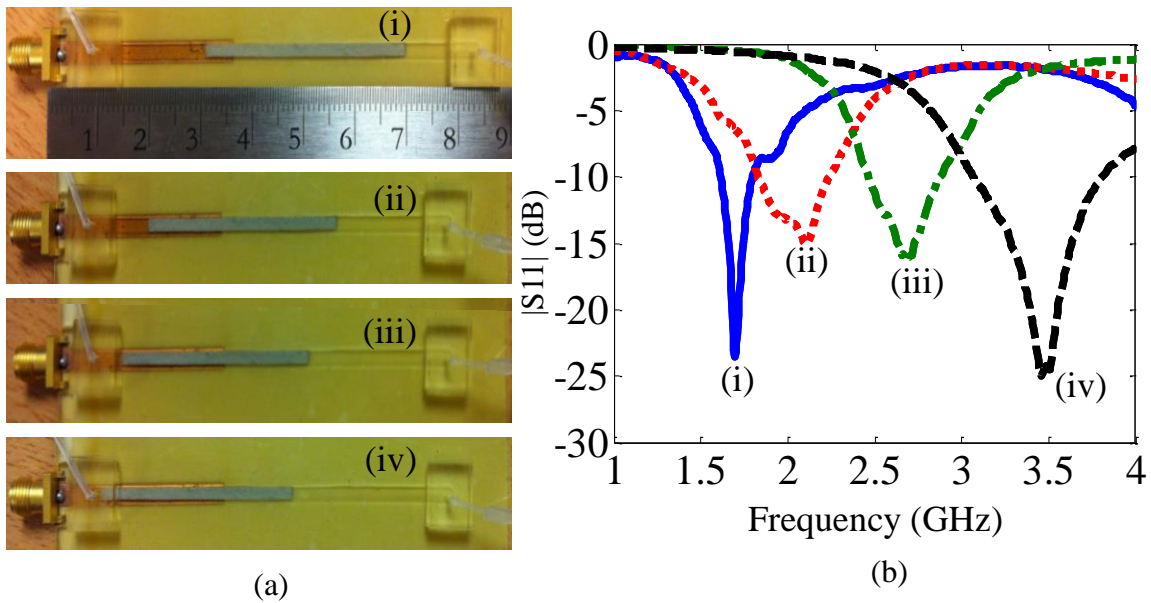 (i)
1 2 3 4 5 6 7 8 9
(ii)
(iii)
(iv)
(a)
0
-5
-10
-15
-20
-25
-30
|S11| (dB)
(i)
(ii)
(iii)
(iv)
1 1.5 2 2.5 3 3.5 4
Frequency (GHz)
(b)